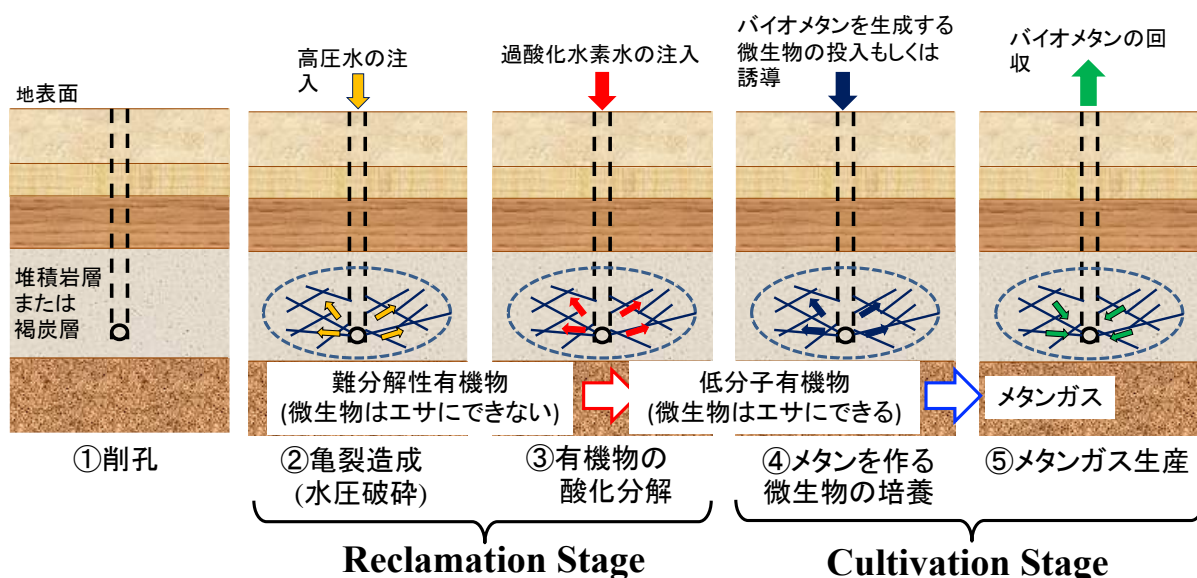 地表面
堆積岩層
または
褐炭層
①削孔
高圧水の注
入
②亀裂造成
(水圧破砕)
過酸化水素水の注入
③有機物の
酸化分解
バイオメタンを生成する
微生物の投入もしくは
誘導
④メタンを作る
微生物の培養
バイオメタンの回
収
⑤メタンガス生産
難分解性有機物
(微生物はエサにできない)
低分子有機物
(微生物はエサにできる)
メタンガス
Reclamation Stage
Cultivation Stage